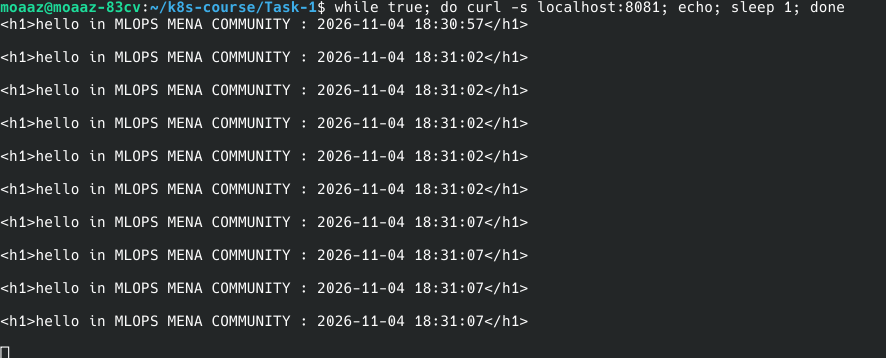 moaaz@moaaz-83cv:~/k8s-course/Task-1$ while true; do curl -s localhost:8081; echo; sleep 1; done
<h1>hello in MLOPS MENA COMMUNITY : 2026-11-04 18:30:57</h1>
<h1>hello in MLOPS MENA COMMUNITY : 2026-11-04 18:31:02</h1>
<h1>hello in MLOPS MENA COMMUNITY : 2026-11-04 18:31:02</h1>
<h1>hello in MLOPS MENA COMMUNITY : 2026-11-04 18:31:02</h1>
<h1>hello in MLOPS MENA COMMUNITY : 2026-11-04 18:31:02</h1>
<h1>hello in MLOPS MENA COMMUNITY : 2026-11-04 18:31:02</h1>
<h1>hello in MLOPS MENA COMMUNITY : 2026-11-04 18:31:07</h1>
<h1>hello in MLOPS MENA COMMUNITY : 2026-11-04 18:31:07</h1>
<h1>hello in MLOPS MENA COMMUNITY : 2026-11-04 18:31:07</h1>
<h1>hello in MLOPS MENA COMMUNITY : 2026-11-04 18:31:07</h1>